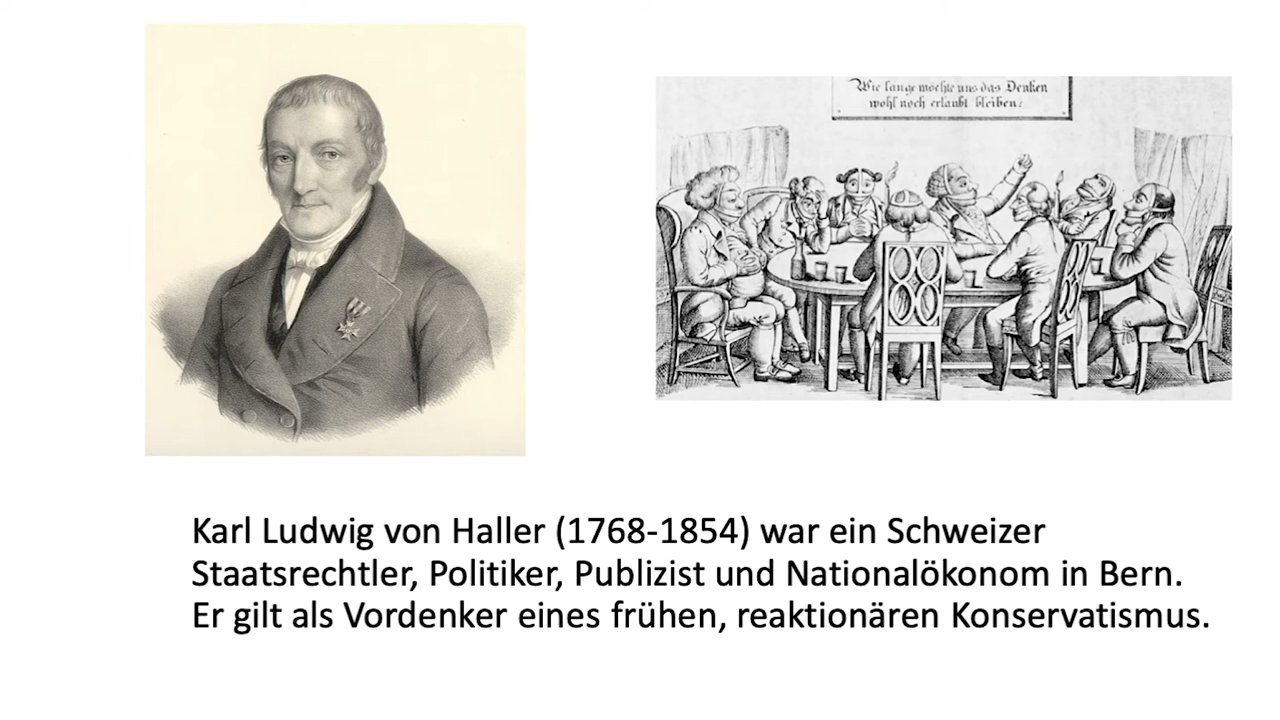 Wie lange möchte uns das Denken
wohl noch erlaubt bleiben?
Karl Ludwig von Haller (1768-1854) war ein Schweizer
Staatsrechtler, Politiker, Publizist und Nationalökonom in Bern.
Er gilt als Vordenker eines frühen, reaktionären Konservatismus.